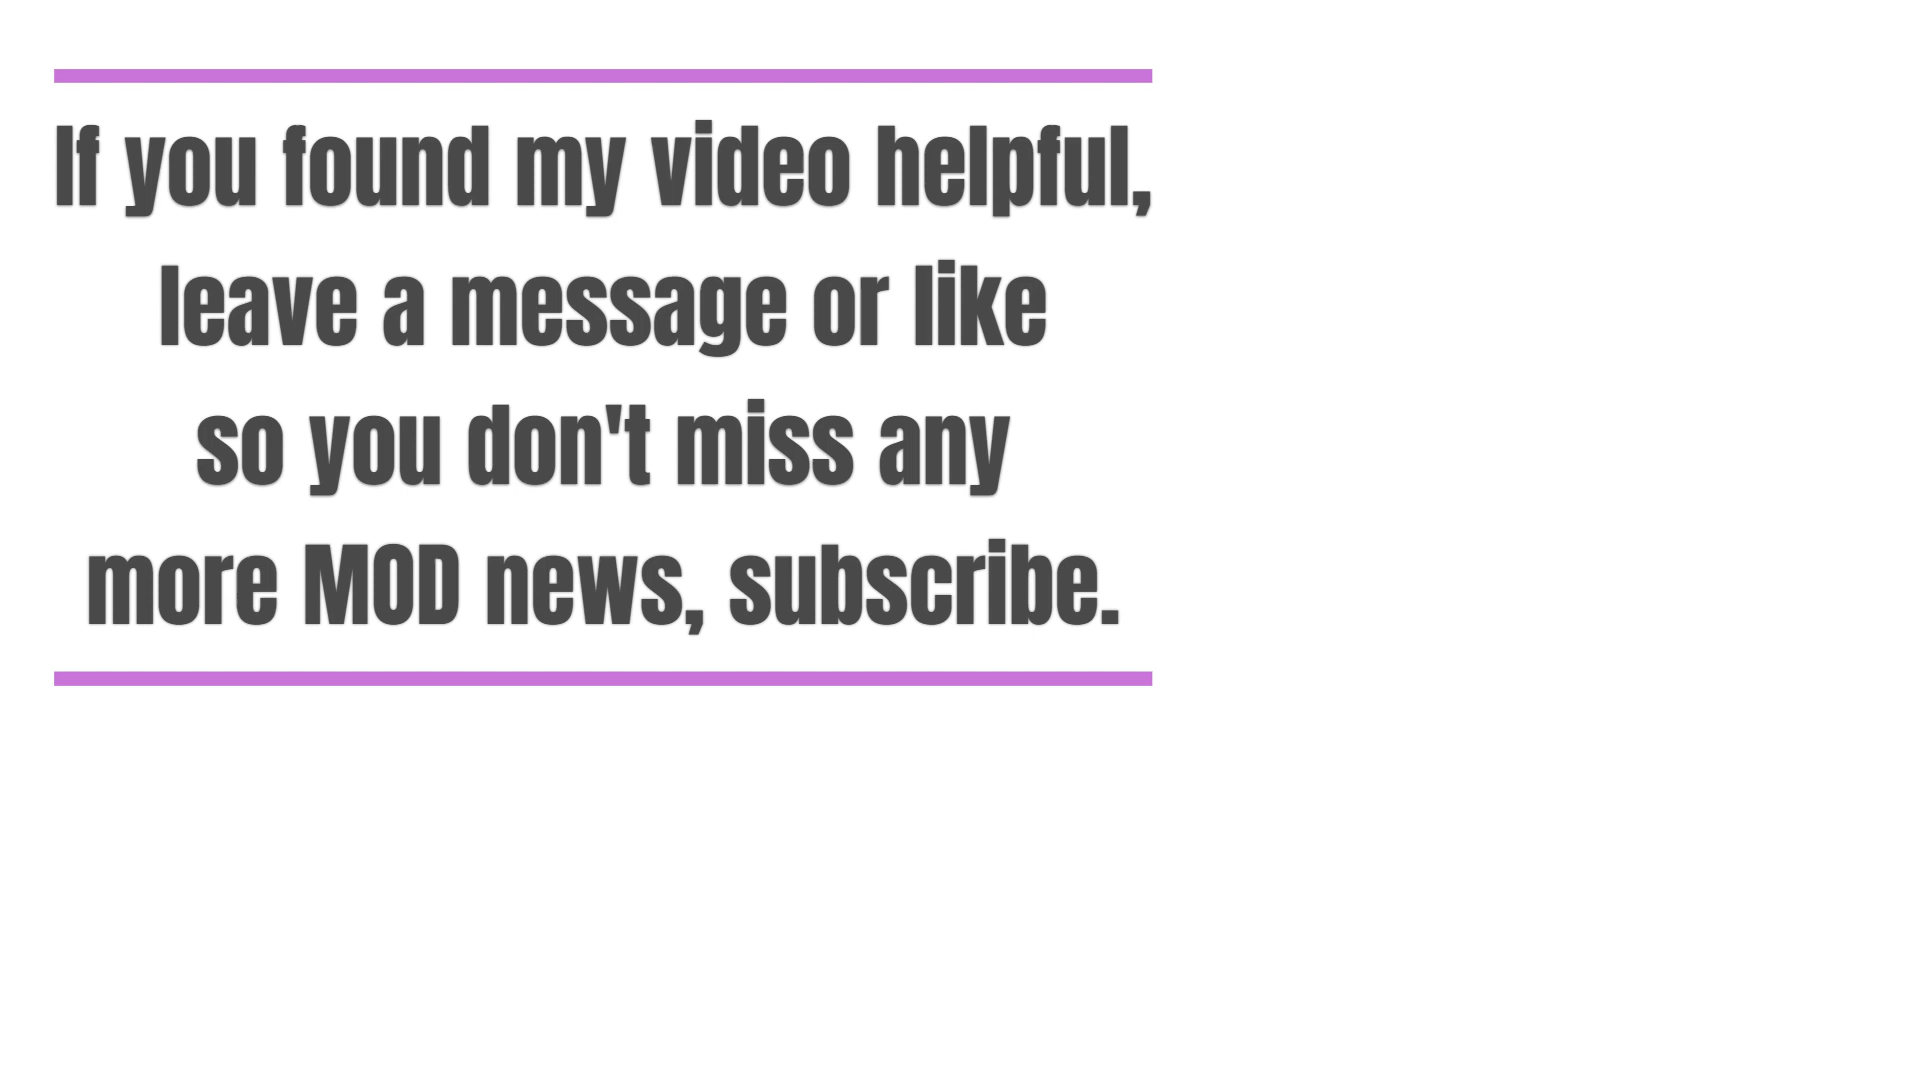 If you found my video helpful,
leave a message or like
so you don't miss any
more MOD news, subscribe.